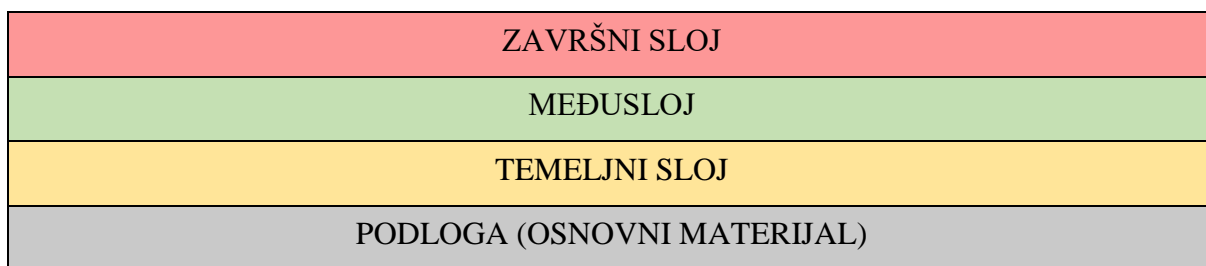 ZAVRŠNI SLOJ
MEĐUSLOJ
TEMELJNI SLOJ
PODLOGA (OSNOVNI MATERIJAL)